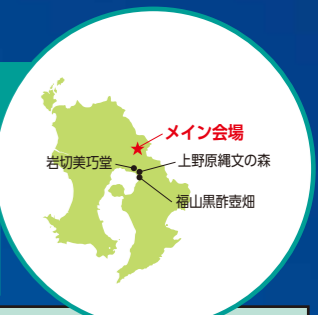 メイン会場
岩切美巧堂
上野原縄文の森
福山黒酢壺畑